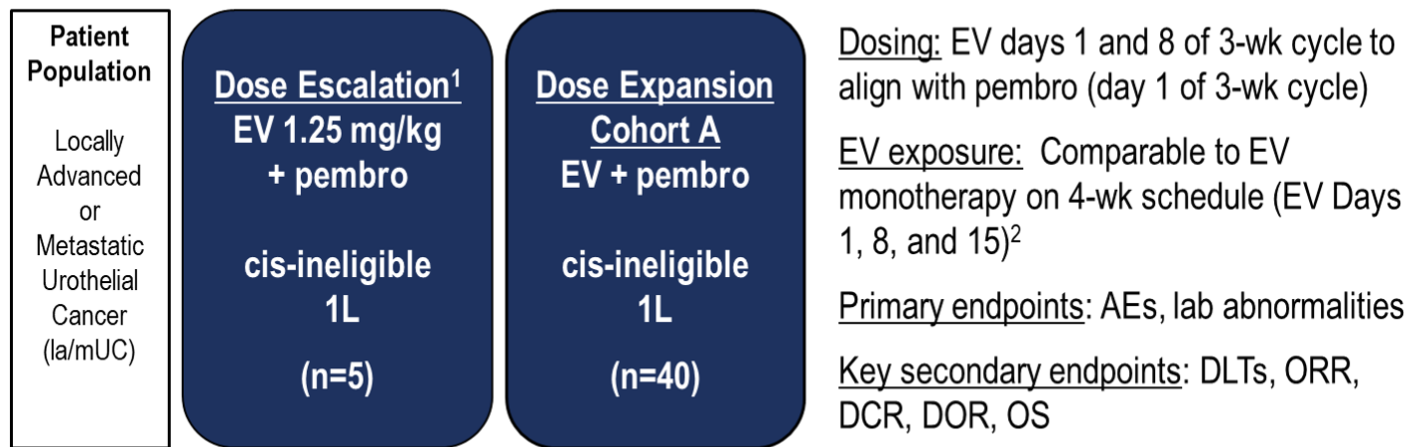 Patient
Population
Locally
Advanced
or
Metastatic
Urothelial
Cancer
(la/mUC)
Dose Escalation¹
EV 1.25 mg/kg
+ pembro
cis-ineligible
1L
(n=5)
Dose Expansion
Cohort A
EV + pembro
cis-ineligible
1L
(n=40)
Dosing: EV days 1 and 8 of 3-wk cycle to
align with pembro (day 1 of 3-wk cycle)
EV exposure: Comparable to EV
monotherapy on 4-wk schedule (EV Days
1, 8, and 15)²
Primary endpoints: AEs, lab abnormalities
Key secondary endpoints: DLTs, ORR,
DCR, DOR, OS